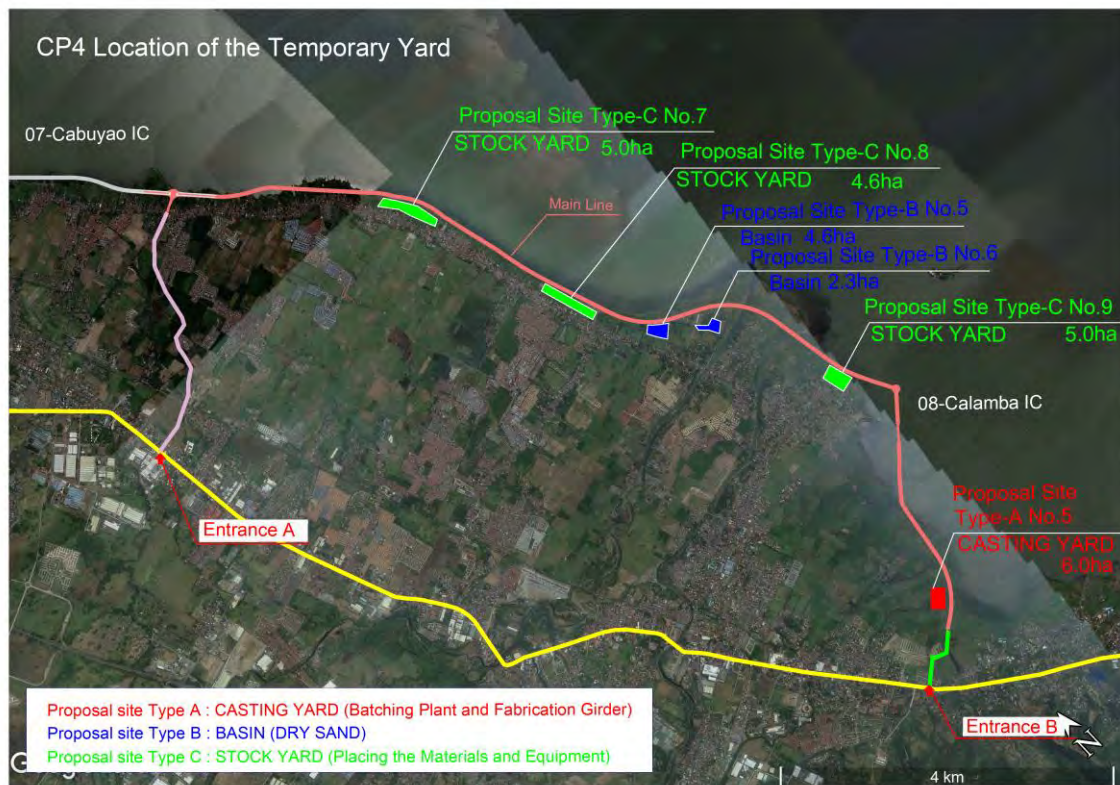 CP4 Location of the Temporary Yard
07-Cabuyao IC
Proposal Site Type-C No.7
STOCK YARD 5.0ha
Proposal Site Type-C No.8
STOCK YARD 4.6ha
Main Line
Proposal Site Type-B No.5
Basin 4.6ha
Proposal Site Type-B No.6
Basin 2.3ha
Proposal Site Type-C No.9
STOCK YARD 5.0ha
08-Calamba IC
Proposal Site
Type-A No.5
CASTING YARD
6.0ha
Entrance A
Entrance B
N
Proposal site Type A : CASTING YARD (Batching Plant and Fabrication Girder)
Proposal site Type B : BASIN (DRY SAND)
Proposal site Type C : STOCK YARD (Placing the Materials and Equipment)
4 km